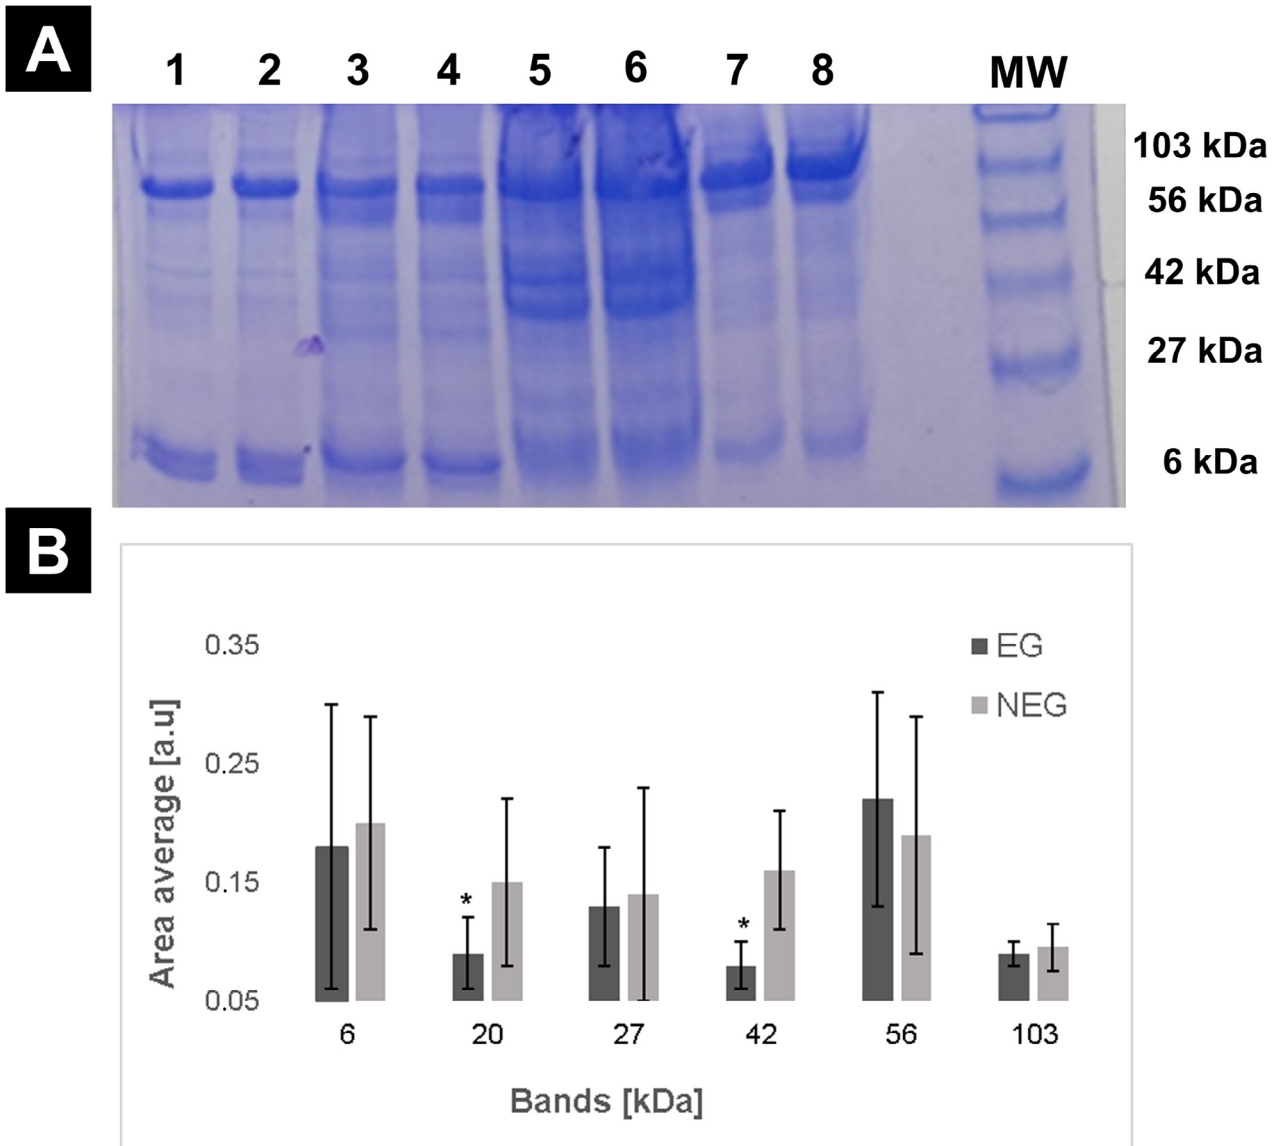 A
1 2 3 4 5 6 7 8 MW
103 kDa
56 kDa
42 kDa
27 kDa
6 kDa
B
0.35
0.25
0.15
0.05
Area average [a.u]
EG
NEG
* *
6 20 27 42 56 103
Bands [kDa]